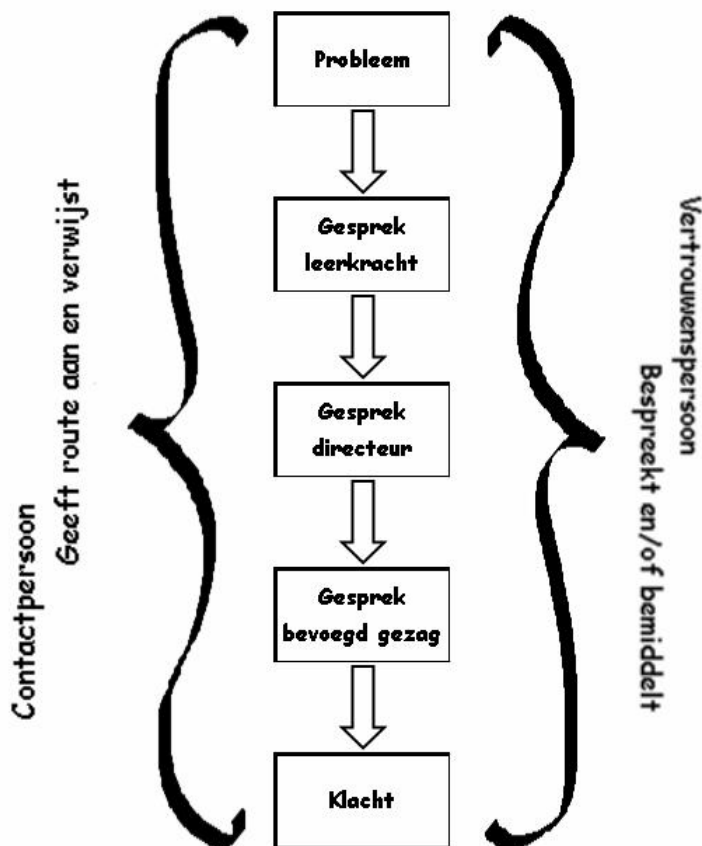 Probleem
Gesprek
leerkracht
Gesprek
directeur
Gesprek
bevoegd gezag
Klacht
Contactpersoon
Geeft route aan en verwijst
Vertrouwenspersoon
Bespreekt en/of bemiddelt